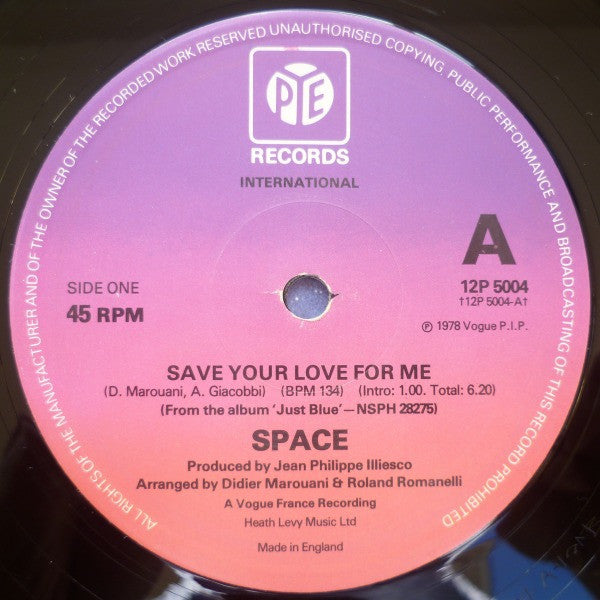 ALL RIGHTS OF THE MANUFACTURER AND OF THE OWNER OF THE RECORDED WORK RESERVED UNAUTHORISED COPYING, PUBLIC PERFORMANCE AND BROADCASTING OF THIS RECORD PROHIBITED
PYE
RECORDS
INTERNATIONAL
A
SIDE ONE
45 RPM
12P 5004
†12P 5004-A†
℗ 1978 Vogue P.I.P.
SAVE YOUR LOVE FOR ME
(D. Marouani, A. Giacobbi) (BPM 134) (Intro: 1.00. Total: 6.20)
(From the album 'Just Blue'—NSPH 28275)
SPACE
Produced by Jean Philippe Illiesco
Arranged by Didier Marouani & Roland Romanelli
A Vogue France Recording
Heath Levy Music Ltd
Made in England